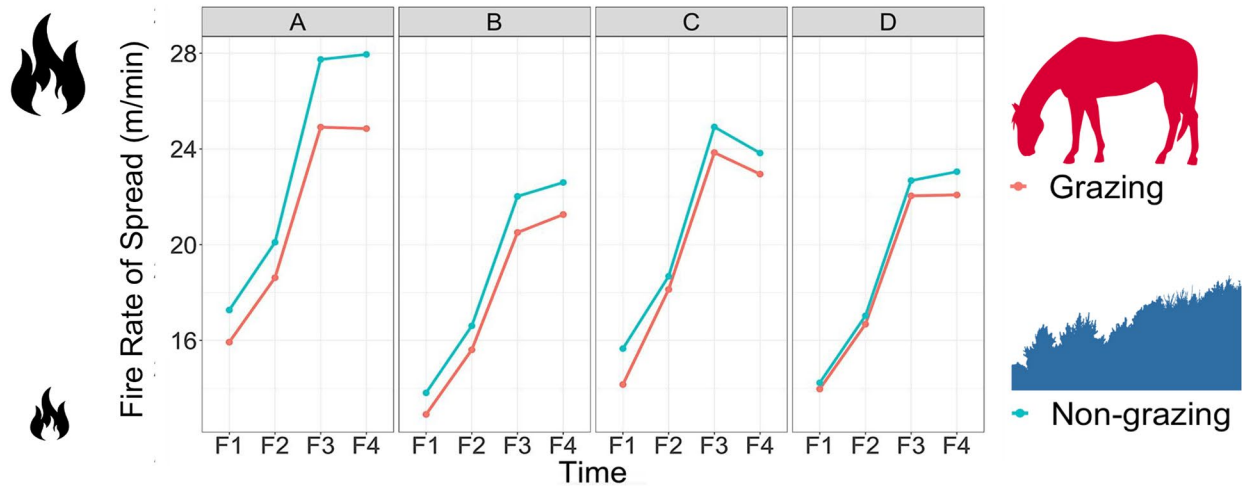 A B C D
Fire Rate of Spread (m/min)
28
24
20
16
F1 F2 F3 F4 F1 F2 F3 F4 F1 F2 F3 F4 F1 F2 F3 F4
Time
Grazing
Non-grazing